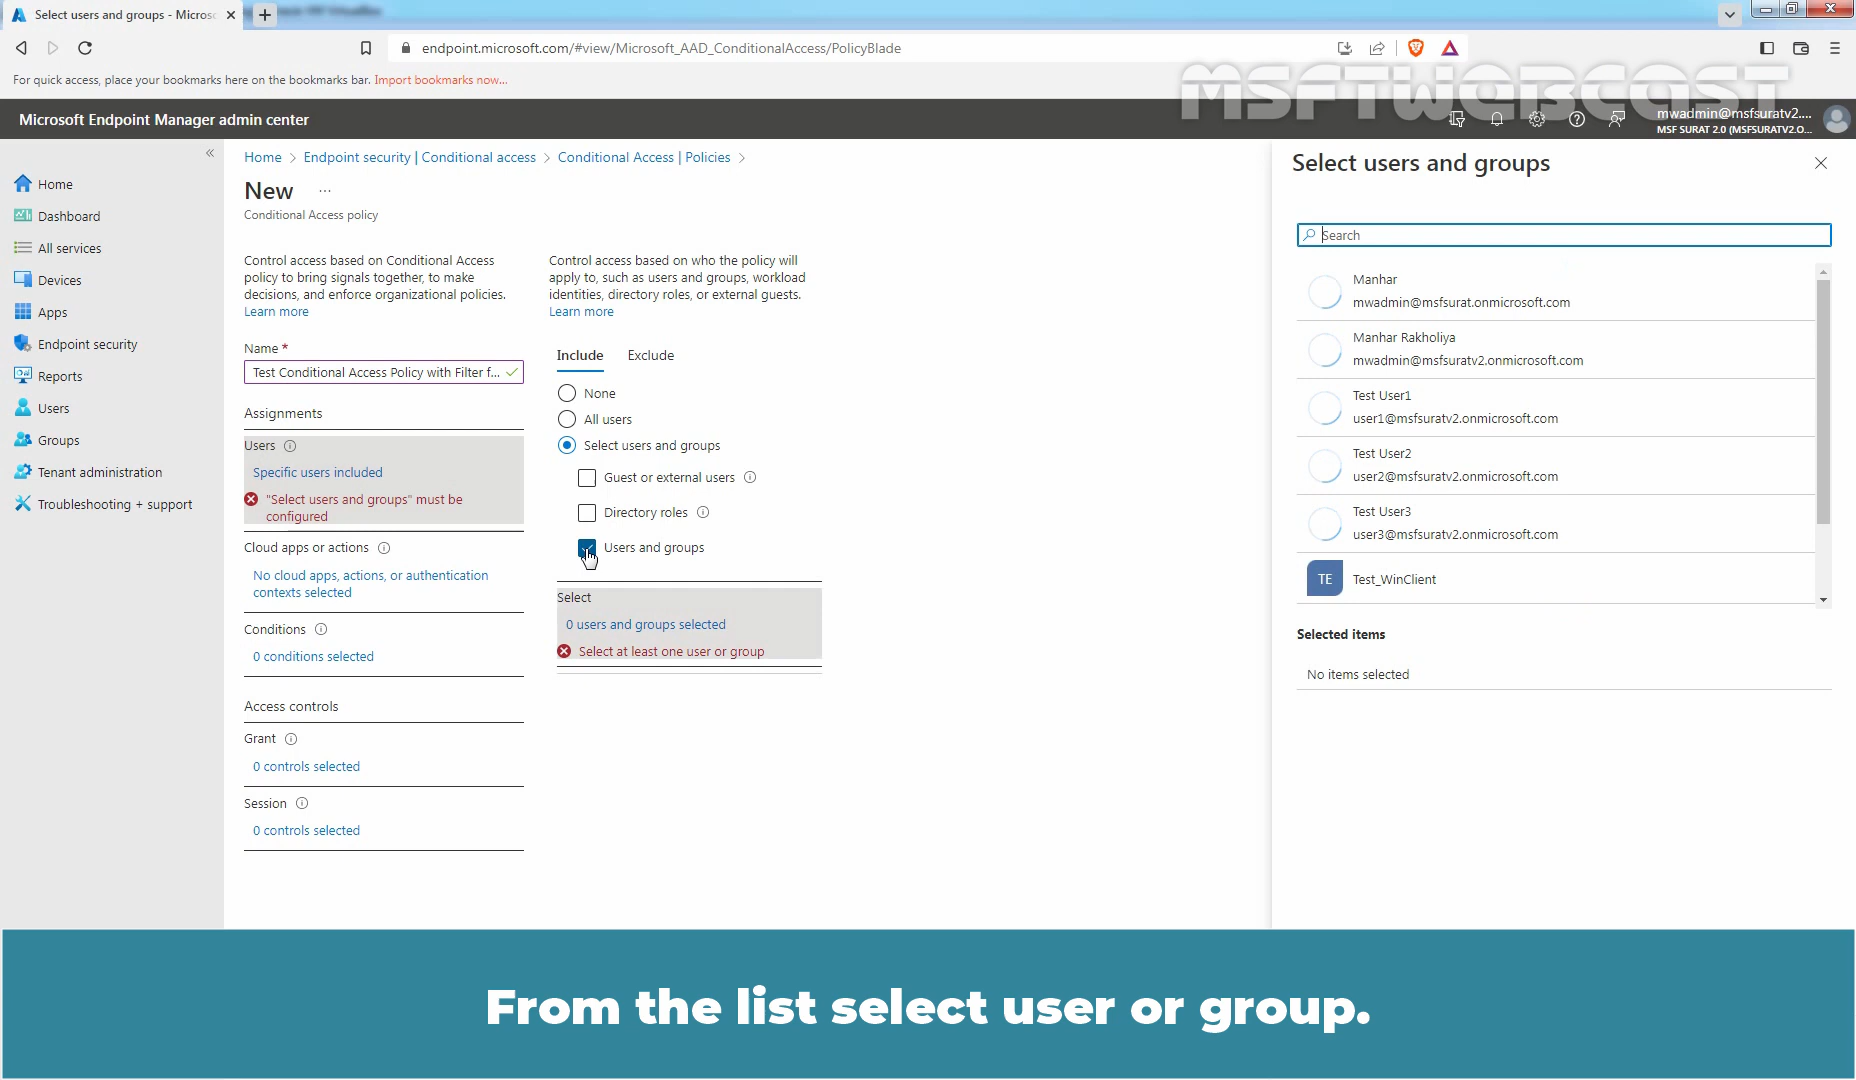 Select users and groups - Microso
For quick access, place your bookmarks here on the bookmarks bar. Import bookmarks now...
endpoint.microsoft.com/#view/Microsoft_AAD_ConditionalAccess/PolicyBlade
MSFTWEBCAST
Microsoft Endpoint Manager admin center
mwadmin@msfsuratv2....
MSF SURAT 2.0 (MSFSURATV2.O...
Home
Dashboard
All services
Devices
Apps
Endpoint security
Reports
Users
Groups
Tenant administration
Troubleshooting + support
Home > Endpoint security | Conditional access > Conditional Access | Policies >
New ...
Conditional Access policy
Control access based on Conditional Access
policy to bring signals together, to make
decisions, and enforce organizational policies.
Learn more
Name *
Test Conditional Access Policy with Filter f...
Assignments
Users
Specific users included
"Select users and groups" must be
configured
Cloud apps or actions
No cloud apps, actions, or authentication
contexts selected
Conditions
0 conditions selected
Access controls
Grant
0 controls selected
Session
0 controls selected
Control access based on who the policy will
apply to, such as users and groups, workload
identities, directory roles, or external guests.
Learn more
Include Exclude
None
All users
Select users and groups
Guest or external users
Directory roles
Users and groups
Select
0 users and groups selected
Select at least one user or group
Select users and groups
Search
Manhar
mwadmin@msfsurat.onmicrosoft.com
Manhar Rakholiya
mwadmin@msfsuratv2.onmicrosoft.com
Test User1
user1@msfsuratv2.onmicrosoft.com
Test User2
user2@msfsuratv2.onmicrosoft.com
Test User3
user3@msfsuratv2.onmicrosoft.com
TE Test_WinClient
Selected items
No items selected
From the list select user or group.